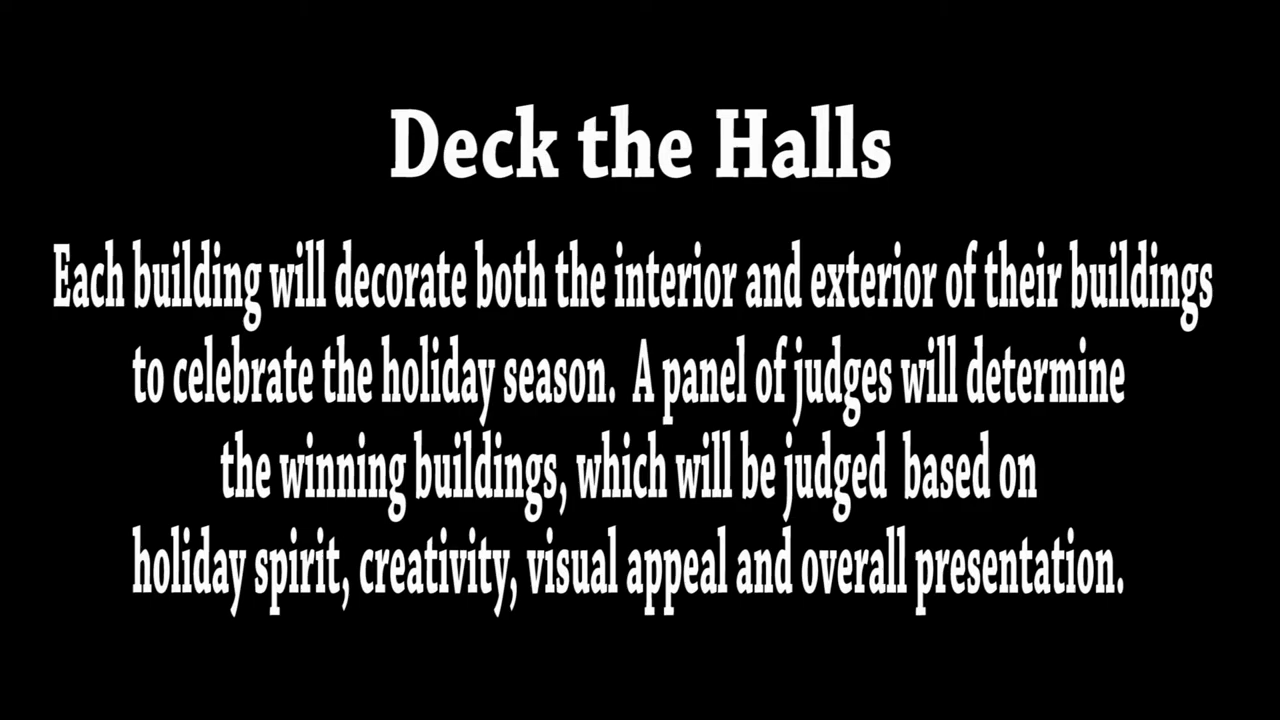 Deck the Halls
Each building will decorate both the interior and exterior of their buildings
to celebrate the holiday season.  A panel of judges will determine
the winning buildings, which will be judged  based on
holiday spirit, creativity, visual appeal and overall presentation.